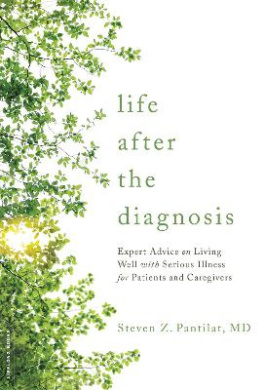 life
after
the
diagnosis
Expert Advice on Living
Well with Serious Illness
for Patients and Caregivers
Steven Z. Pantilat, MD